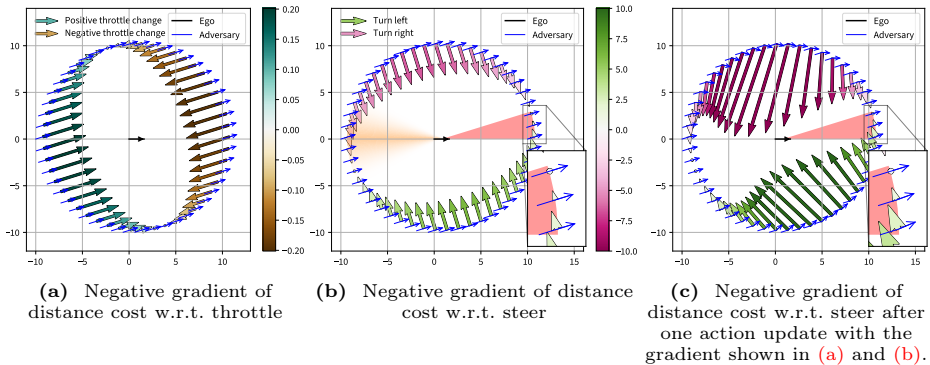 Positive throttle change
Negative throttle change
Ego
Adversary
10
5
0
−5
−10
−10
−5
0
5
10
0.20
0.15
0.10
0.05
0.00
−0.05
−0.10
−0.15
−0.20
Turn left
Turn right
Ego
Adversary
10
5
0
−5
−10
−10
−5
0
5
10
15
10.0
7.5
5.0
2.5
0.0
−2.5
−5.0
−7.5
−10.0
Ego
Adversary
10
5
0
−5
−10
−10
−5
0
5
10
15
(a) Negative gradient of
distance cost w.r.t. throttle
(b) Negative gradient of distance
cost w.r.t. steer
(c) Negative gradient of
distance cost w.r.t. steer after
one action update with the
gradient shown in (a) and (b).